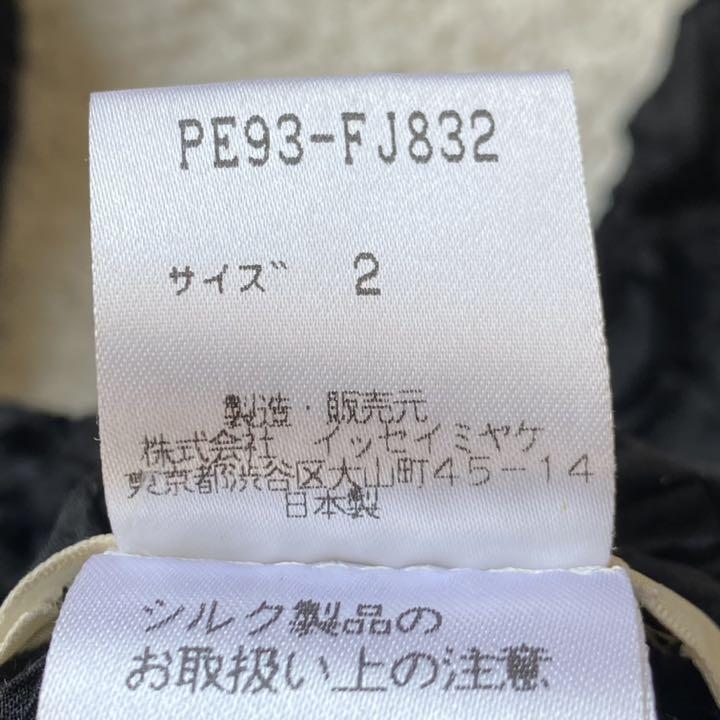 PE93-FJ832
サイズ 2
製造・販売元
株式会社 イッセイミヤケ
東京都渋谷区大山町45-14
日本製
シルク製品の
お取扱い上の注意